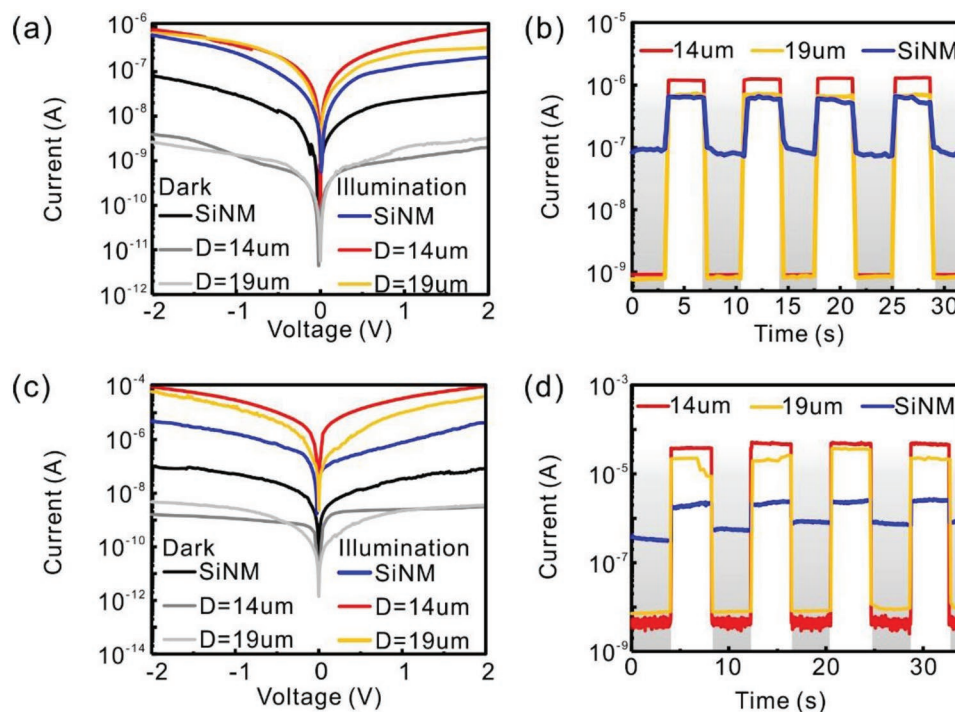 (a)
10^-6
10^-7
10^-8
10^-9
10^-10
10^-11
10^-12
Current (A)
Dark Illumination
SiNM SiNM
D=14um D=14um
D=19um D=19um
-2 -1 0 1 2
Voltage (V)
(b)
10^-5
10^-6
10^-7
10^-8
10^-9
Current (A)
14um 19um SiNM
0 5 10 15 20 25 30
Time (s)
(c)
10^-4
10^-6
10^-8
10^-10
10^-12
10^-14
Current (A)
Dark Illumination
SiNM SiNM
D=14um D=14um
D=19um D=19um
-2 -1 0 1 2
Voltage (V)
(d)
10^-3
10^-5
10^-7
10^-9
Current (A)
14um 19um SiNM
0 10 20 30
Time (s)